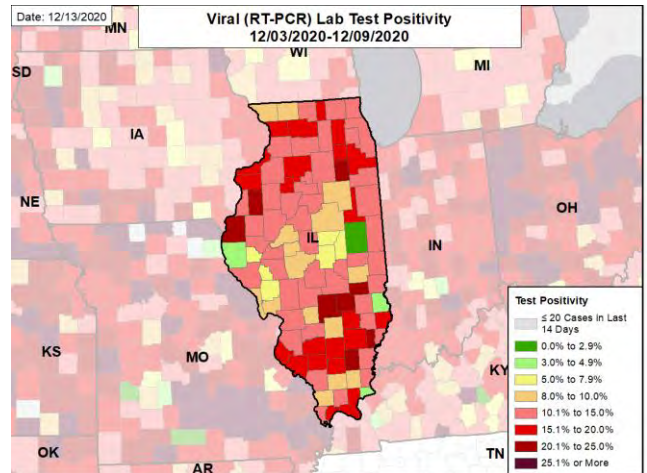 Date: 12/13/2020
Viral (RT-PCR) Lab Test Positivity
12/03/2020-12/09/2020
MN
WI
SD
MI
IA
NE
OH
IL
IN
KS
MO
KY
OK
AR
TN
Test Positivity
≤ 20 Cases in Last
14 Days
0.0% to 2.9%
3.0% to 4.9%
5.0% to 7.9%
8.0% to 10.0%
10.1% to 15.0%
15.1% to 20.0%
20.1% to 25.0%
25.1% or More